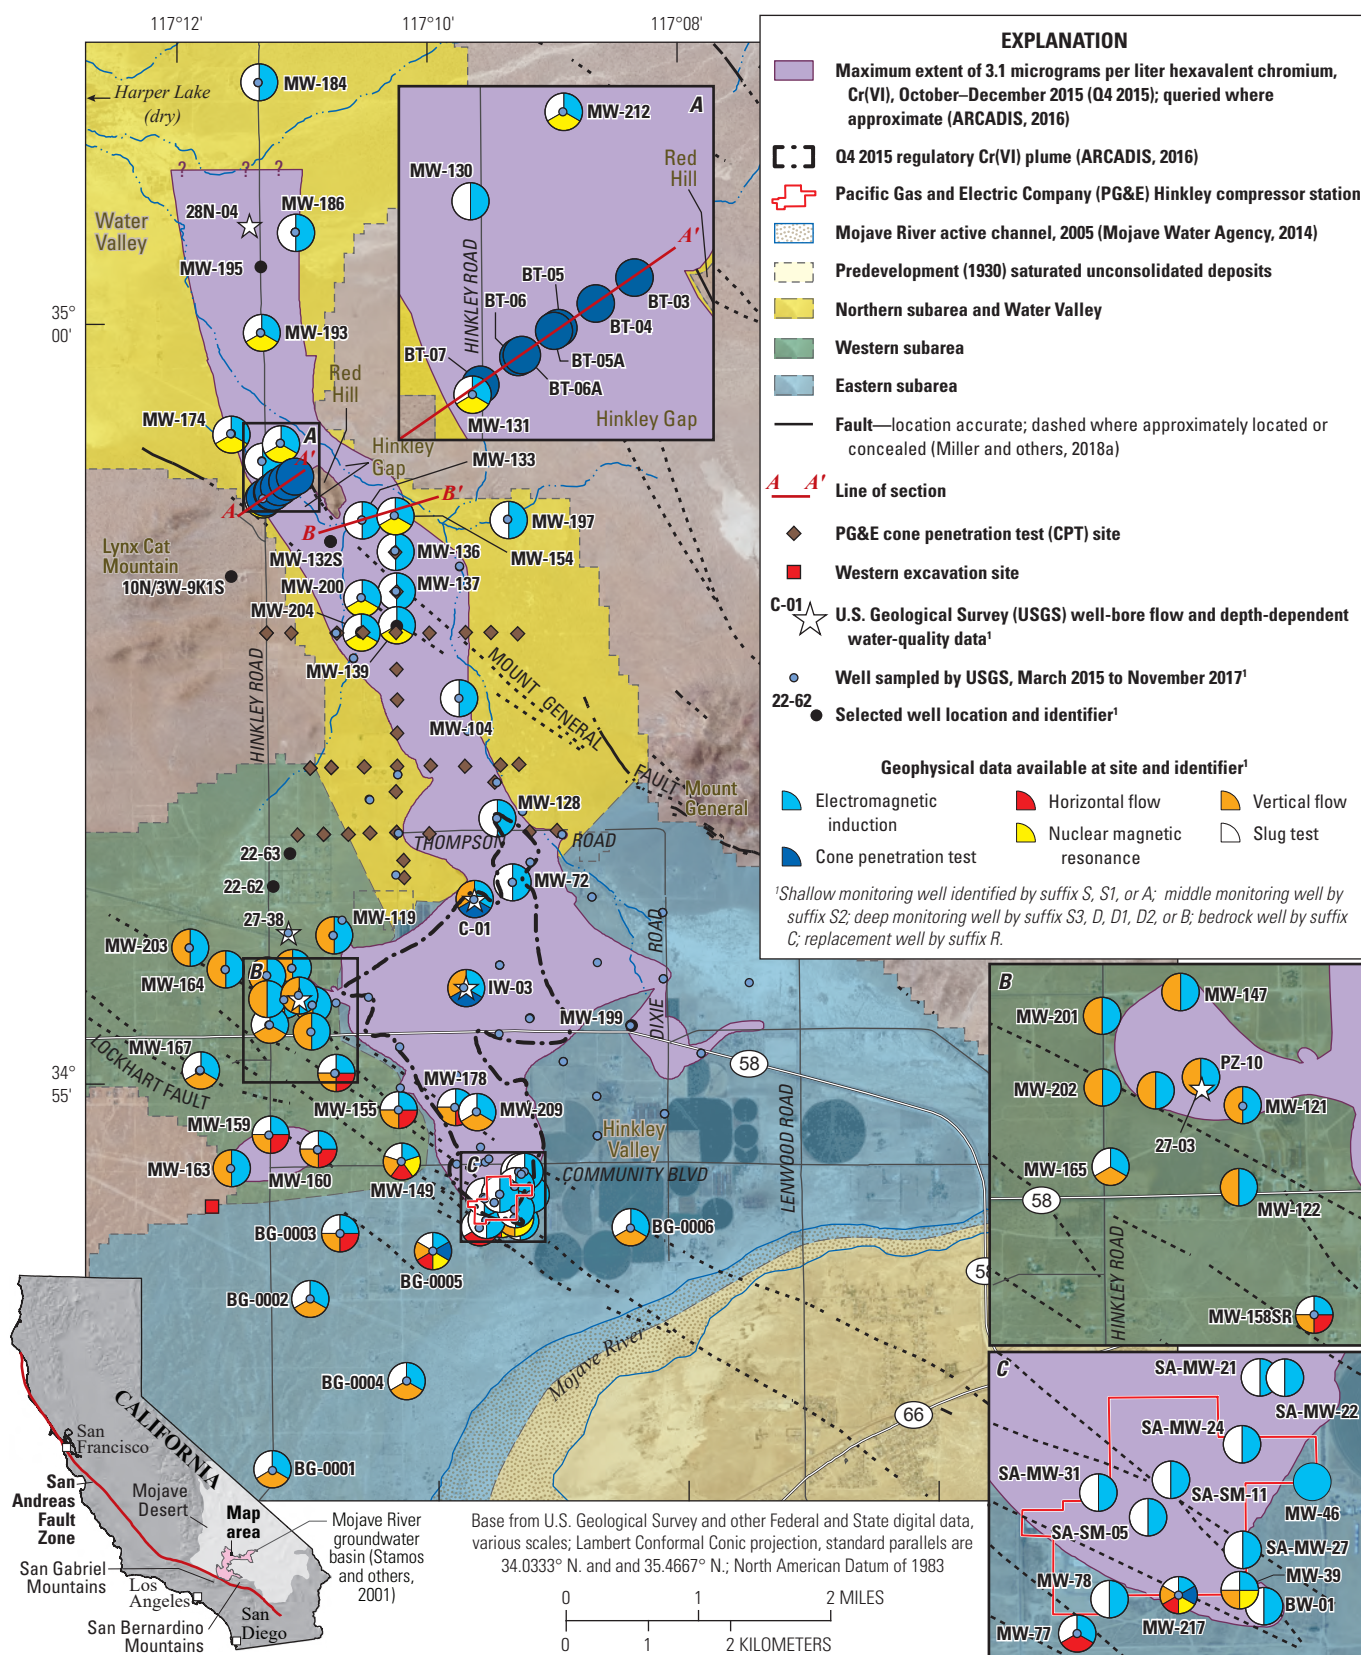 117°12'
117°10'
117°08'
MW-184
Harper Lake
(dry)
? ? ?
28N-04
MW-186
Water
Valley
MW-195
35°
00'
MW-193
Red
Hill
MW-174
A
A'
Hinkley
Gap
MW-133
A
B'
B
MW-197
MW-132S
MW-136
MW-154
Lynx Cat
Mountain
10N/3W-9K1S
MW-200
MW-137
MW-204
MW-139
HINKLEY ROAD
MOUNT GENERAL
FAULT
MW-104
Mount
General
MW-128
THOMPSON
ROAD
22-63
22-62
MW-72
27-38
MW-119
C-01
MW-203
MW-164
B
IW-03
DIXIE ROAD
MW-199
58
LOCKHART FAULT
MW-167
34°
55'
MW-178
MW-155
MW-209
MW-159
Hinkley
Valley
LENWOOD ROAD
MW-163
MW-160
MW-149
C
COMMUNITY BLVD
BG-0003
BG-0006
BG-0005
BG-0002
58
Mojave River
BG-0004
66
BG-0001
A
MW-212
MW-130
Red
Hill
HINKLEY ROAD
A'
BT-05
BT-06
BT-03
BT-04
BT-07
BT-05A
BT-06A
MW-131
Hinkley Gap
EXPLANATION
Maximum extent of 3.1 micrograms per liter hexavalent chromium,
Cr(VI), October–December 2015 (Q4 2015); queried where
approximate (ARCADIS, 2016)
Q4 2015 regulatory Cr(VI) plume (ARCADIS, 2016)
Pacific Gas and Electric Company (PG&E) Hinkley compressor station
Mojave River active channel, 2005 (Mojave Water Agency, 2014)
Predevelopment (1930) saturated unconsolidated deposits
Northern subarea and Water Valley
Western subarea
Eastern subarea
Fault—location accurate; dashed where approximately located or
concealed (Miller and others, 2018a)
A A' Line of section
PG&E cone penetration test (CPT) site
Western excavation site
C-01 U.S. Geological Survey (USGS) well-bore flow and depth-dependent
water-quality data¹
Well sampled by USGS, March 2015 to November 2017¹
22-62 Selected well location and identifier¹
Geophysical data available at site and identifier¹
Electromagnetic
induction
Cone penetration test
Horizontal flow
Nuclear magnetic
resonance
Vertical flow
Slug test
¹Shallow monitoring well identified by suffix S, S1, or A; middle monitoring well by
suffix S2; deep monitoring well by suffix S3, D, D1, D2, or B; bedrock well by suffix
C; replacement well by suffix R.
B
MW-147
MW-201
PZ-10
MW-202
MW-121
27-03
MW-165
58
MW-122
HINKLEY ROAD
MW-158SR
C
SA-MW-21
SA-MW-22
SA-MW-24
SA-MW-31
SA-SM-11
MW-46
SA-SM-05
SA-MW-27
MW-78
MW-39
BW-01
MW-217
MW-77
CALIFORNIA
San
Francisco
San
Andreas
Fault
Zone
Mojave
Desert
Map
area
Mojave River
groundwater
basin (Stamos
and others,
2001)
San Gabriel
Mountains
Los
Angeles
San Bernardino
Mountains
San
Diego
Base from U.S. Geological Survey and other Federal and State digital data,
various scales; Lambert Conformal Conic projection, standard parallels are
34.0333° N. and and 35.4667° N.; North American Datum of 1983
0 1 2 MILES
0 1 2 KILOMETERS